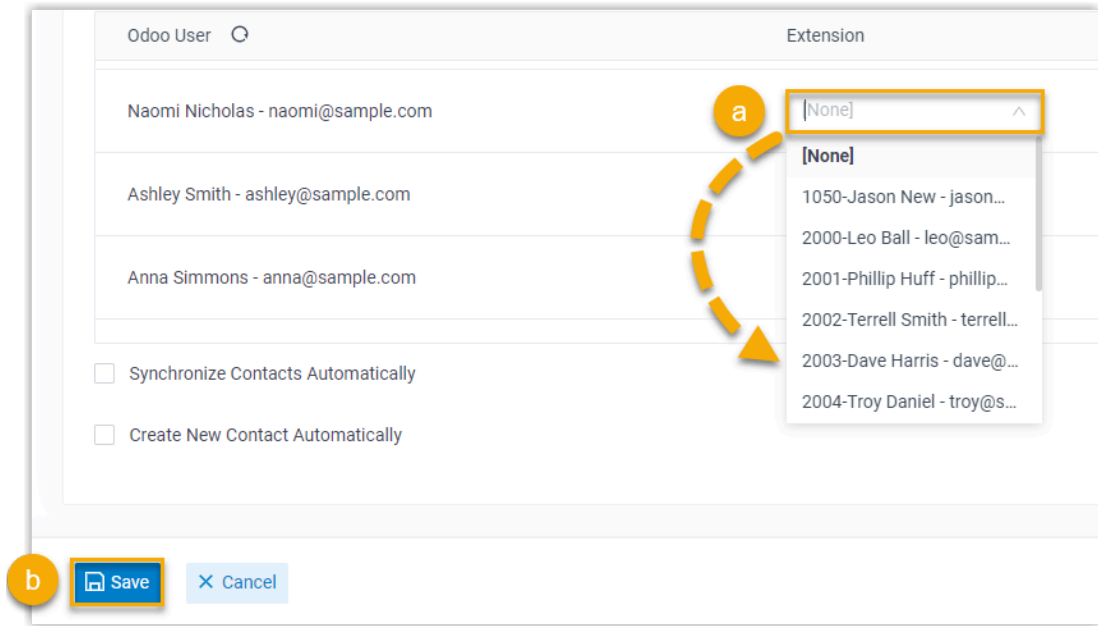 Odoo User
Extension
Naomi Nicholas - naomi@sample.com
a
[None]
[None]
1050-Jason New - jason...
Ashley Smith - ashley@sample.com
2000-Leo Ball - leo@sam...
Anna Simmons - anna@sample.com
2001-Phillip Huff - phillip...
2002-Terrell Smith - terrell...
2003-Dave Harris - dave@...
Synchronize Contacts Automatically
2004-Troy Daniel - troy@s...
Create New Contact Automatically
b
Save
Cancel